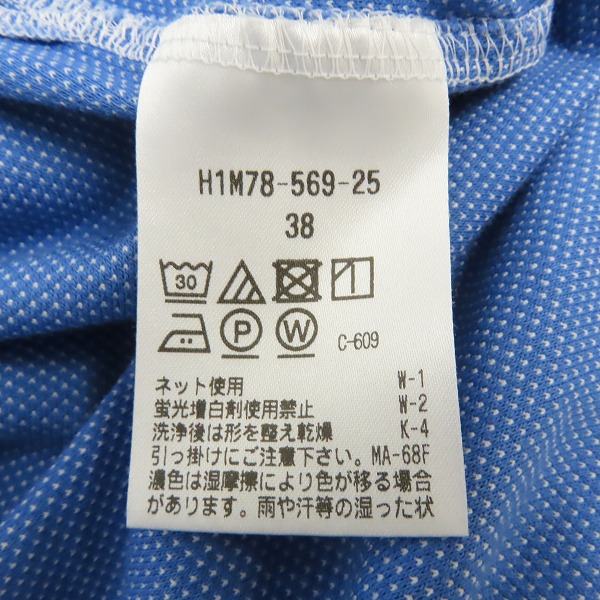 H1M78-569-25
38
30
P W C-609
ネット使用 W-1
蛍光増白剤使用禁止 W-2
洗浄後は形を整え乾燥 K-4
引っ掛けにご注意下さい。MA-68F
濃色は湿摩擦により色が移る場合
があります。雨や汗等の湿った状